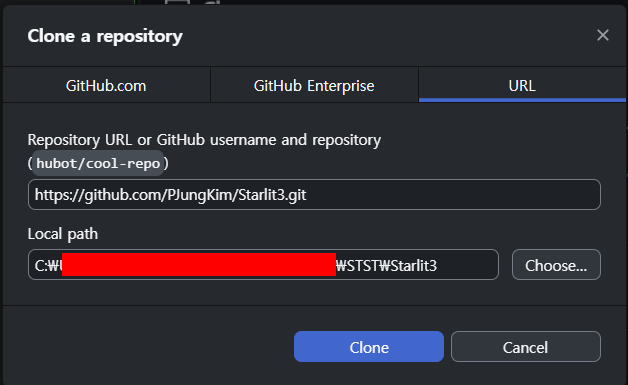 Clone a repository
GitHub.com
GitHub Enterprise
URL
Repository URL or GitHub username and repository
(hubot/cool-repo)
https://github.com/PJungKim/Starlit3.git
Local path
C:₩ ₩STST₩Starlit3
Choose...
Clone
Cancel